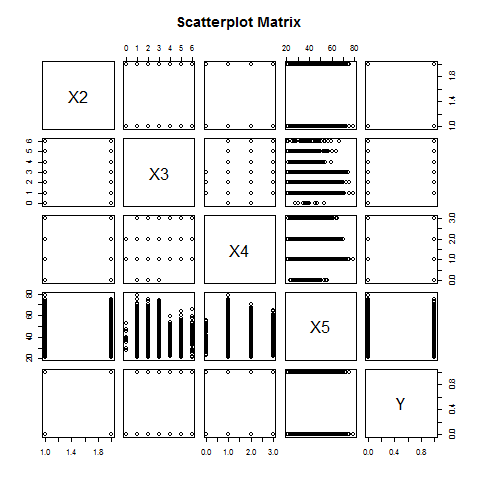 Scatterplot Matrix
0 1 2 3 4 5 6
20 40 60 80
X2
1.0 1.4 1.8
0 1 2 3 4 5 6
X3
X4
0.0 1.0 2.0 3.0
20 40 60 80
X5
Y
0.0 0.4 0.8
1.0 1.4 1.8
0.0 1.0 2.0 3.0
0.0 0.4 0.8